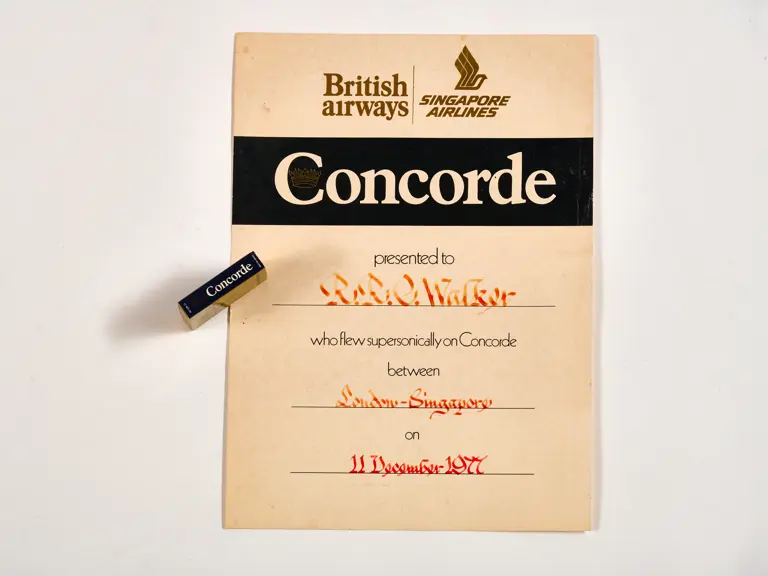 British
airways
SINGAPORE
AIRLINES
Concorde
presented to
R.R.O. Walker
who flew supersonically on Concorde
between
London-Singapore
on
11 December 1977
Concorde